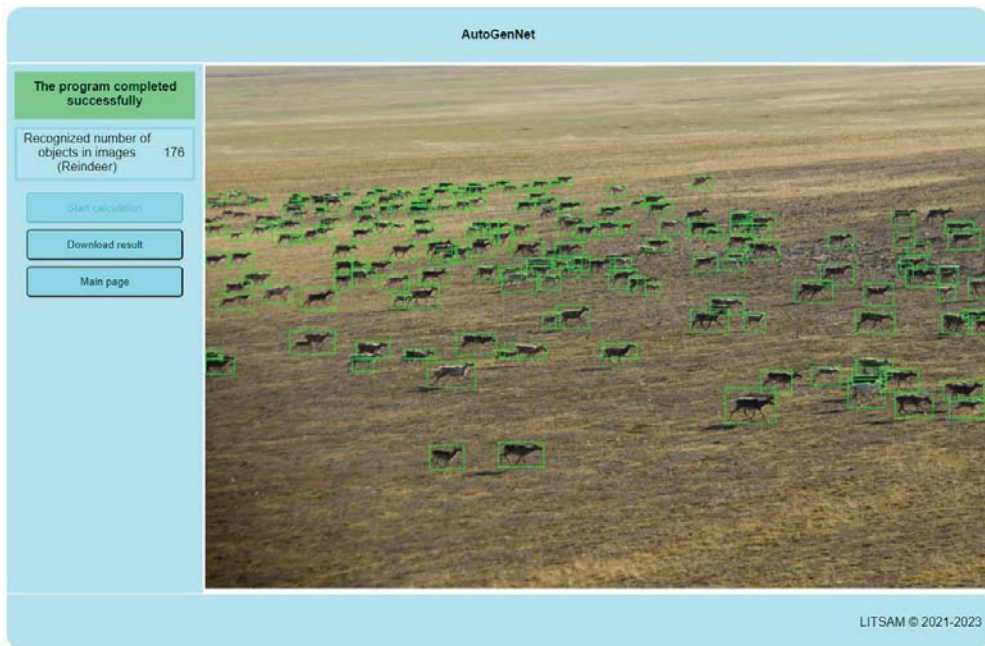 AutoGenNet
The program completed
successfully
Recognized number of
objects in images
(Reindeer)
176
Start calculation
Download result
Main page
LITSAM © 2021-2023